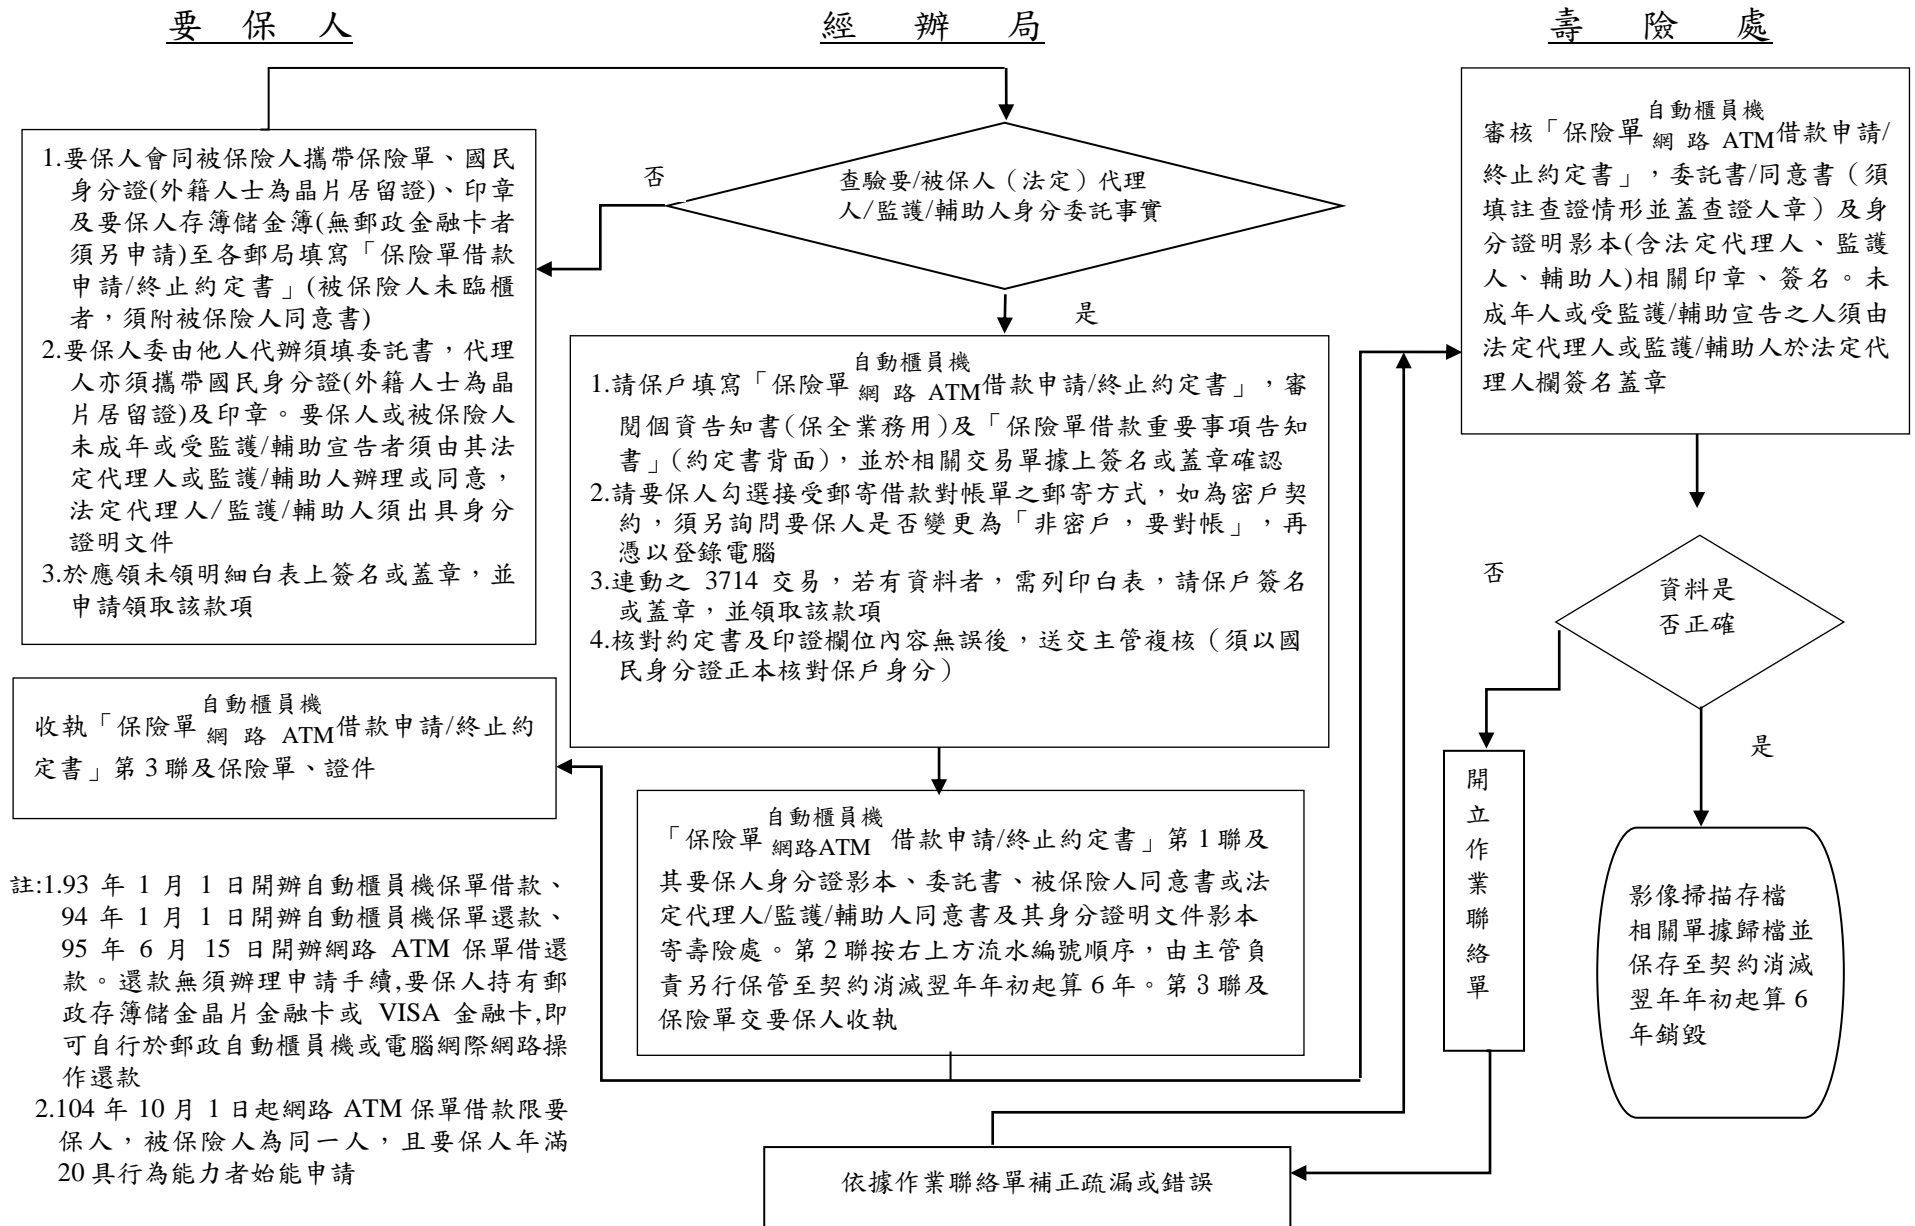 要保人
經辦局
壽險處
1.要保人會同被保險人攜帶保險單、國民
身分證(外籍人士為晶片居留證)、印章
及要保人存簿儲金簿(無郵政金融卡者
須另申請)至各郵局填寫「保險單借款
申請/終止約定書」(被保險人未臨櫃
者，須附被保險人同意書)
2.要保人委由他人代辦須填委託書，代理
人亦須攜帶國民身分證(外籍人士為晶
片居留證)及印章。要保人或被保險人
未成年或受監護/輔助宣告者須由其法
定代理人或監護/輔助人辦理或同意，
法定代理人/監護/輔助人須出具身分
證明文件
3.於應領未領明細白表上簽名或蓋章，並
申請領取該款項
否
查驗要/被保人（法定）代理
人/監護/輔助人身分委託事實
是
自動櫃員機
1.請保戶填寫「保險單 網 路 ATM借款申請/終止約定書」，審
閱個資告知書(保全業務用)及「保險單借款重要事項告知
書」(約定書背面)，並於相關交易單據上簽名或蓋章確認
2.請要保人勾選接受郵寄借款對帳單之郵寄方式，如為密戶契
約，須另詢問要保人是否變更為「非密戶，要對帳」，再
憑以登錄電腦
3.連動之 3714 交易，若有資料者，需列印白表，請保戶簽名
或蓋章，並領取該款項
4.核對約定書及印證欄位內容無誤後，送交主管複核（須以國
民身分證正本核對保戶身分）
自動櫃員機
審核「保險單 網 路 ATM借款申請/
終止約定書」，委託書/同意書（須
填註查證情形並蓋查證人章）及身
分證明影本(含法定代理人、監護
人、輔助人)相關印章、簽名。未
成年人或受監護/輔助宣告之人須由
法定代理人或監護/輔助人於法定代
理人欄簽名蓋章
否
資料是
否正確
是
自動櫃員機
收執「保險單 網 路 ATM借款申請/終止約
定書」第 3 聯及保險單、證件
自動櫃員機
「保險單 網路ATM 借款申請/終止約定書」第 1 聯及
其要保人身分證影本、委託書、被保險人同意書或法
定代理人/監護/輔助人同意書及其身分證明文件影本
寄壽險處。第 2 聯按右上方流水編號順序，由主管負
責另行保管至契約消滅翌年年初起算 6 年。第 3 聯及
保險單交要保人收執
開
立
作
業
聯
絡
單
影像掃描存檔
相關單據歸檔並
保存至契約消滅
翌年年初起算 6
年銷毀
註:1.93 年 1 月 1 日開辦自動櫃員機保單借款、
94 年 1 月 1 日開辦自動櫃員機保單還款、
95 年 6 月 15 日開辦網路 ATM 保單借還
款。還款無須辦理申請手續,要保人持有郵
政存簿儲金晶片金融卡或 VISA 金融卡,即
可自行於郵政自動櫃員機或電腦網際網路操
作還款
2.104 年 10 月 1 日起網路 ATM 保單借款限要
保人，被保險人為同一人，且要保人年滿
20 具行為能力者始能申請
依據作業聯絡單補正疏漏或錯誤